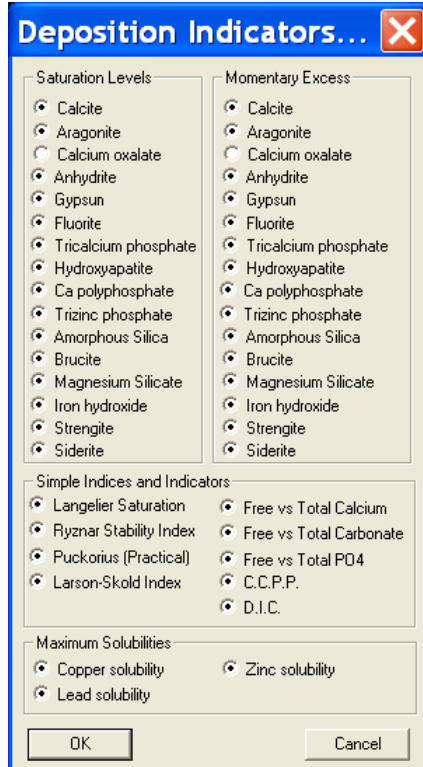 Deposition Indicators...
Saturation Levels
Calcite
Aragonite
Calcium oxalate
Anhydrite
Gypsun
Fluorite
Tricalcium phosphate
Hydroxyapatite
Ca polyphosphate
Trizinc phosphate
Amorphous Silica
Brucite
Magnesium Silicate
Iron hydroxide
Strengite
Siderite
Momentary Excess
Calcite
Aragonite
Calcium oxalate
Anhydrite
Gypsun
Fluorite
Tricalcium phosphate
Hydroxyapatite
Ca polyphosphate
Trizinc phosphate
Amorphous Silica
Brucite
Magnesium Silicate
Iron hydroxide
Strengite
Siderite
Simple Indices and Indicators
Langelier Saturation
Ryznar Stability Index
Puckorius (Practical)
Larson-Skold Index
Free vs Total Calcium
Free vs Total Carbonate
Free vs Total PO4
C.C.P.P.
D.I.C.
Maximum Solubilities
Copper solubility
Lead solubility
Zinc solubility
OK
Cancel